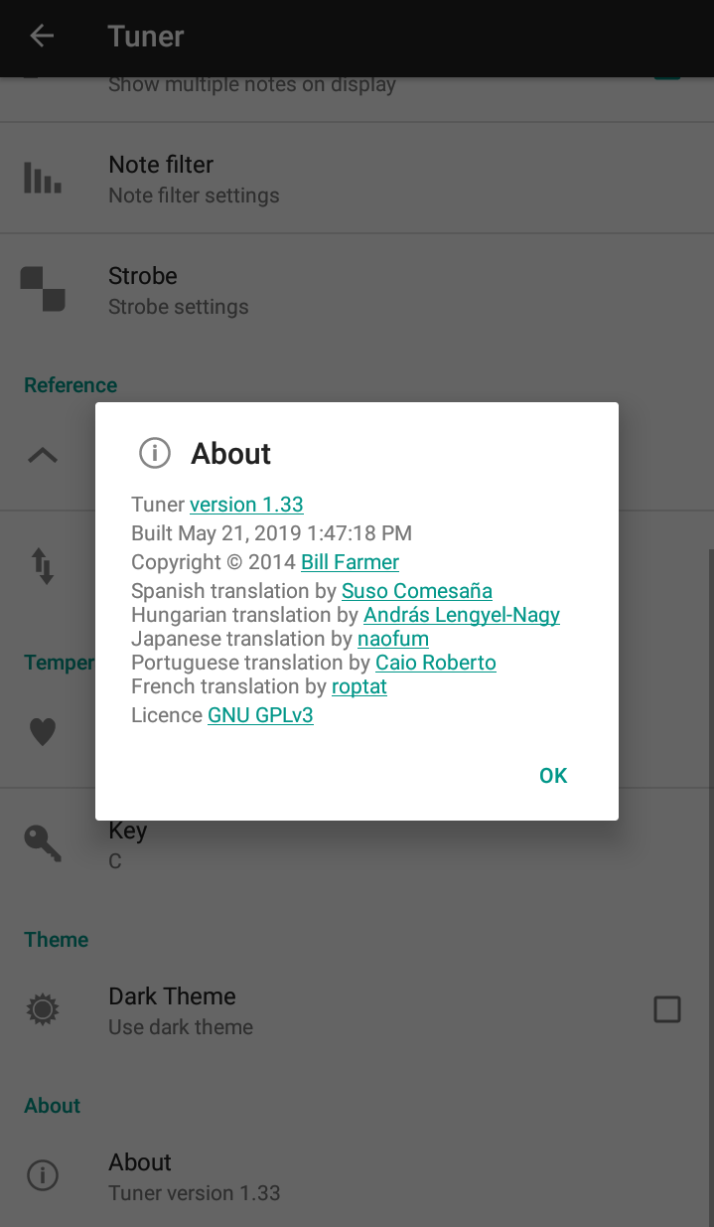 Tuner
Show multiple notes on display
Note filter
Note filter settings
Strobe
Strobe settings
Reference
About
Tuner version 1.33
Built May 21, 2019 1:47:18 PM
Copyright © 2014 Bill Farmer
Spanish translation by Suso Comesaña
Hungarian translation by András Lengyel-Nagy
Japanese translation by naofum
Portuguese translation by Caio Roberto
French translation by roptat
Licence GNU GPLv3
OK
Temper
Key
C
Theme
Dark Theme
Use dark theme
About
About
Tuner version 1.33